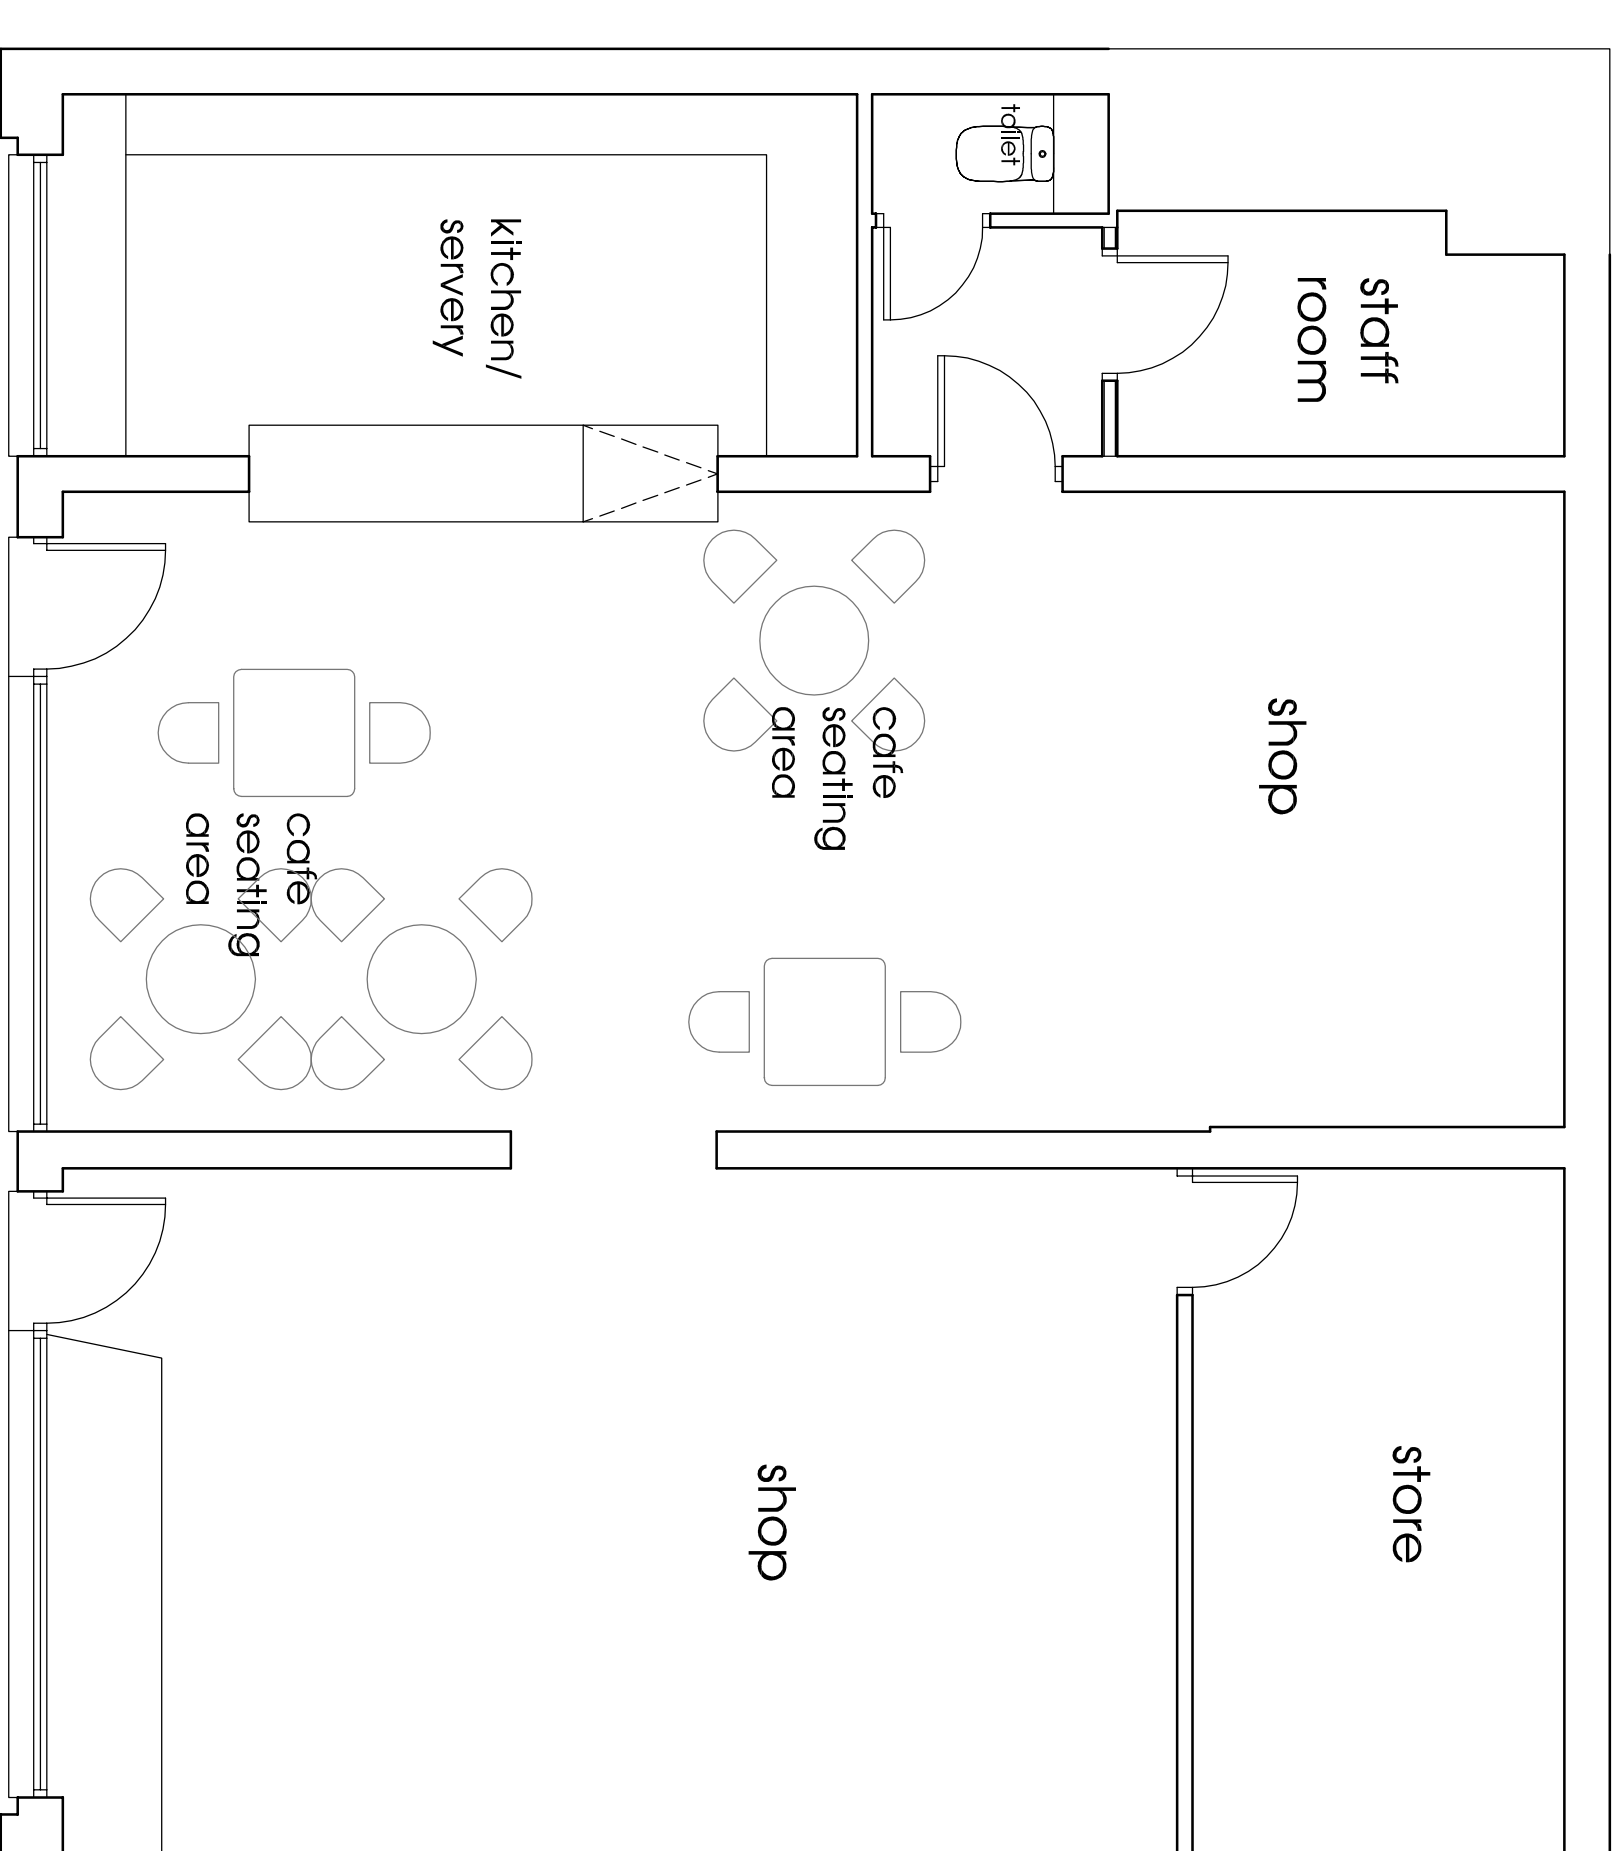 toilet
kitchen/
servery
staff
room
cafe
seating
area
shop
cafe
seating
area
shop
store